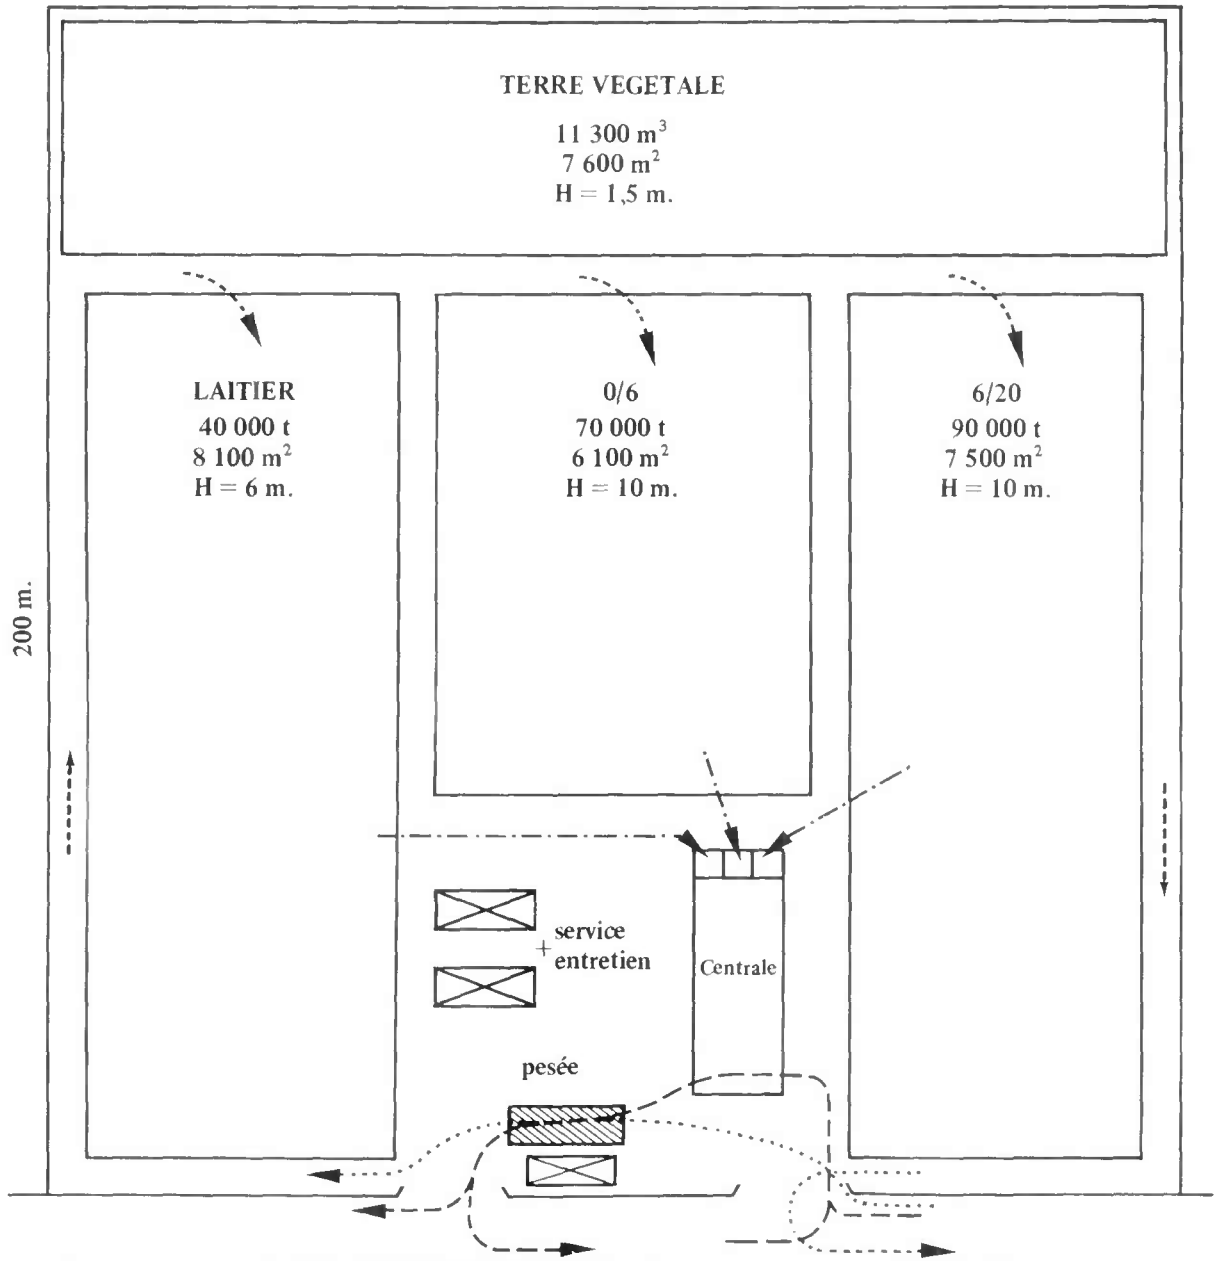 TERRE VEGETALE
11 300 m³
7 600 m²
H = 1,5 m.
LAITIER
40 000 t
8 100 m²
H = 6 m.
0/6
70 000 t
6 100 m²
H = 10 m.
6/20
90 000 t
7 500 m²
H = 10 m.
200 m.
+ service
entretien
Centrale
pesée